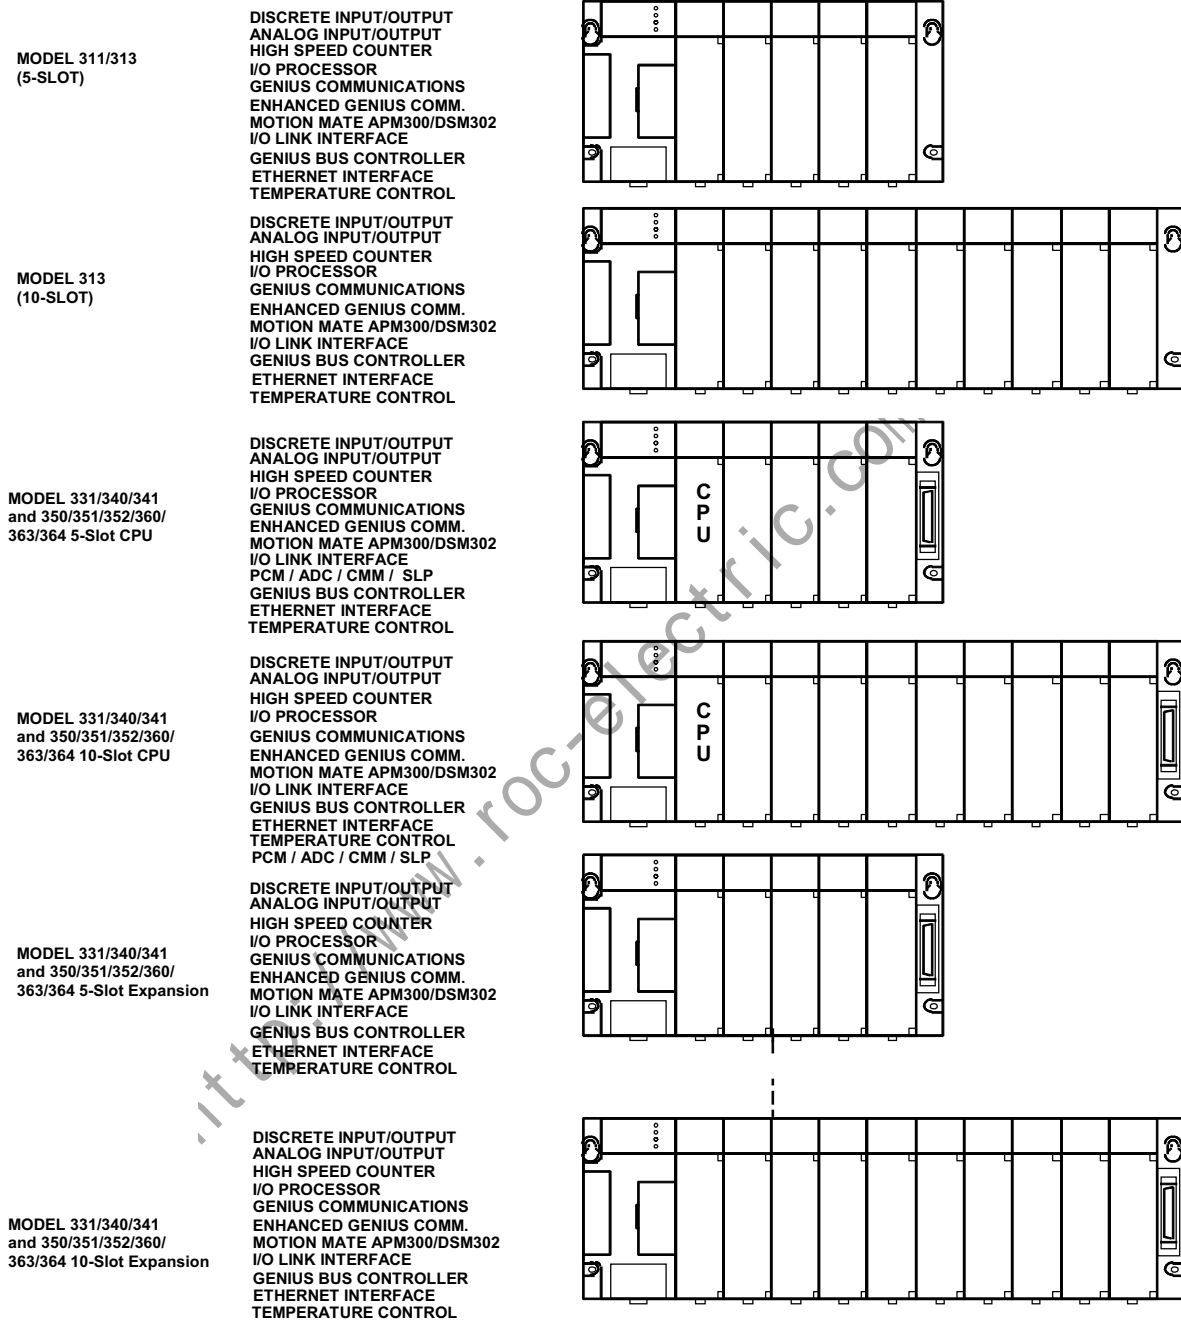 MODEL 311/313
(5-SLOT)
DISCRETE INPUT/OUTPUT
ANALOG INPUT/OUTPUT
HIGH SPEED COUNTER
I/O PROCESSOR
GENIUS COMMUNICATIONS
ENHANCED GENIUS COMM.
MOTION MATE APM300/DSM302
I/O LINK INTERFACE
GENIUS BUS CONTROLLER
ETHERNET INTERFACE
TEMPERATURE CONTROL
MODEL 313
(10-SLOT)
DISCRETE INPUT/OUTPUT
ANALOG INPUT/OUTPUT
HIGH SPEED COUNTER
I/O PROCESSOR
GENIUS COMMUNICATIONS
ENHANCED GENIUS COMM.
MOTION MATE APM300/DSM302
I/O LINK INTERFACE
GENIUS BUS CONTROLLER
ETHERNET INTERFACE
TEMPERATURE CONTROL
MODEL 331/340/341
and 350/351/352/360/
363/364 5-Slot CPU
DISCRETE INPUT/OUTPUT
ANALOG INPUT/OUTPUT
HIGH SPEED COUNTER
I/O PROCESSOR
GENIUS COMMUNICATIONS
ENHANCED GENIUS COMM.
MOTION MATE APM300/DSM302
I/O LINK INTERFACE
PCM / ADC / CMM / SLP
GENIUS BUS CONTROLLER
ETHERNET INTERFACE
TEMPERATURE CONTROL
CPU
MODEL 331/340/341
and 350/351/352/360/
363/364 10-Slot CPU
DISCRETE INPUT/OUTPUT
ANALOG INPUT/OUTPUT
HIGH SPEED COUNTER
I/O PROCESSOR
GENIUS COMMUNICATIONS
ENHANCED GENIUS COMM.
MOTION MATE APM300/DSM302
I/O LINK INTERFACE
GENIUS BUS CONTROLLER
ETHERNET INTERFACE
TEMPERATURE CONTROL
PCM / ADC / CMM / SLP
CPU
MODEL 331/340/341
and 350/351/352/360/
363/364 5-Slot Expansion
DISCRETE INPUT/OUTPUT
ANALOG INPUT/OUTPUT
HIGH SPEED COUNTER
I/O PROCESSOR
GENIUS COMMUNICATIONS
ENHANCED GENIUS COMM.
MOTION MATE APM300/DSM302
I/O LINK INTERFACE
GENIUS BUS CONTROLLER
ETHERNET INTERFACE
TEMPERATURE CONTROL
MODEL 331/340/341
and 350/351/352/360/
363/364 10-Slot Expansion
DISCRETE INPUT/OUTPUT
ANALOG INPUT/OUTPUT
HIGH SPEED COUNTER
I/O PROCESSOR
GENIUS COMMUNICATIONS
ENHANCED GENIUS COMM.
MOTION MATE APM300/DSM302
I/O LINK INTERFACE
GENIUS BUS CONTROLLER
ETHERNET INTERFACE
TEMPERATURE CONTROL
http://www.roc-electric.com